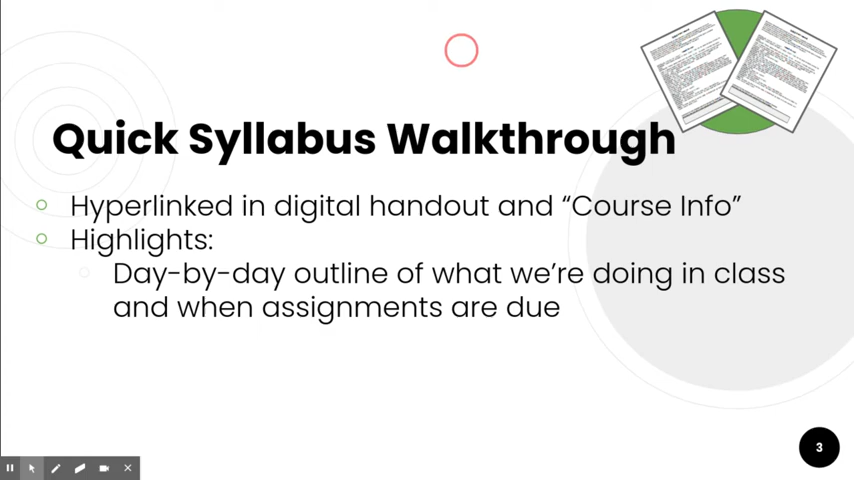 Quick Syllabus Walkthrough
Hyperlinked in digital handout and “Course Info”
Highlights:
Day-by-day outline of what we’re doing in class
and when assignments are due
3